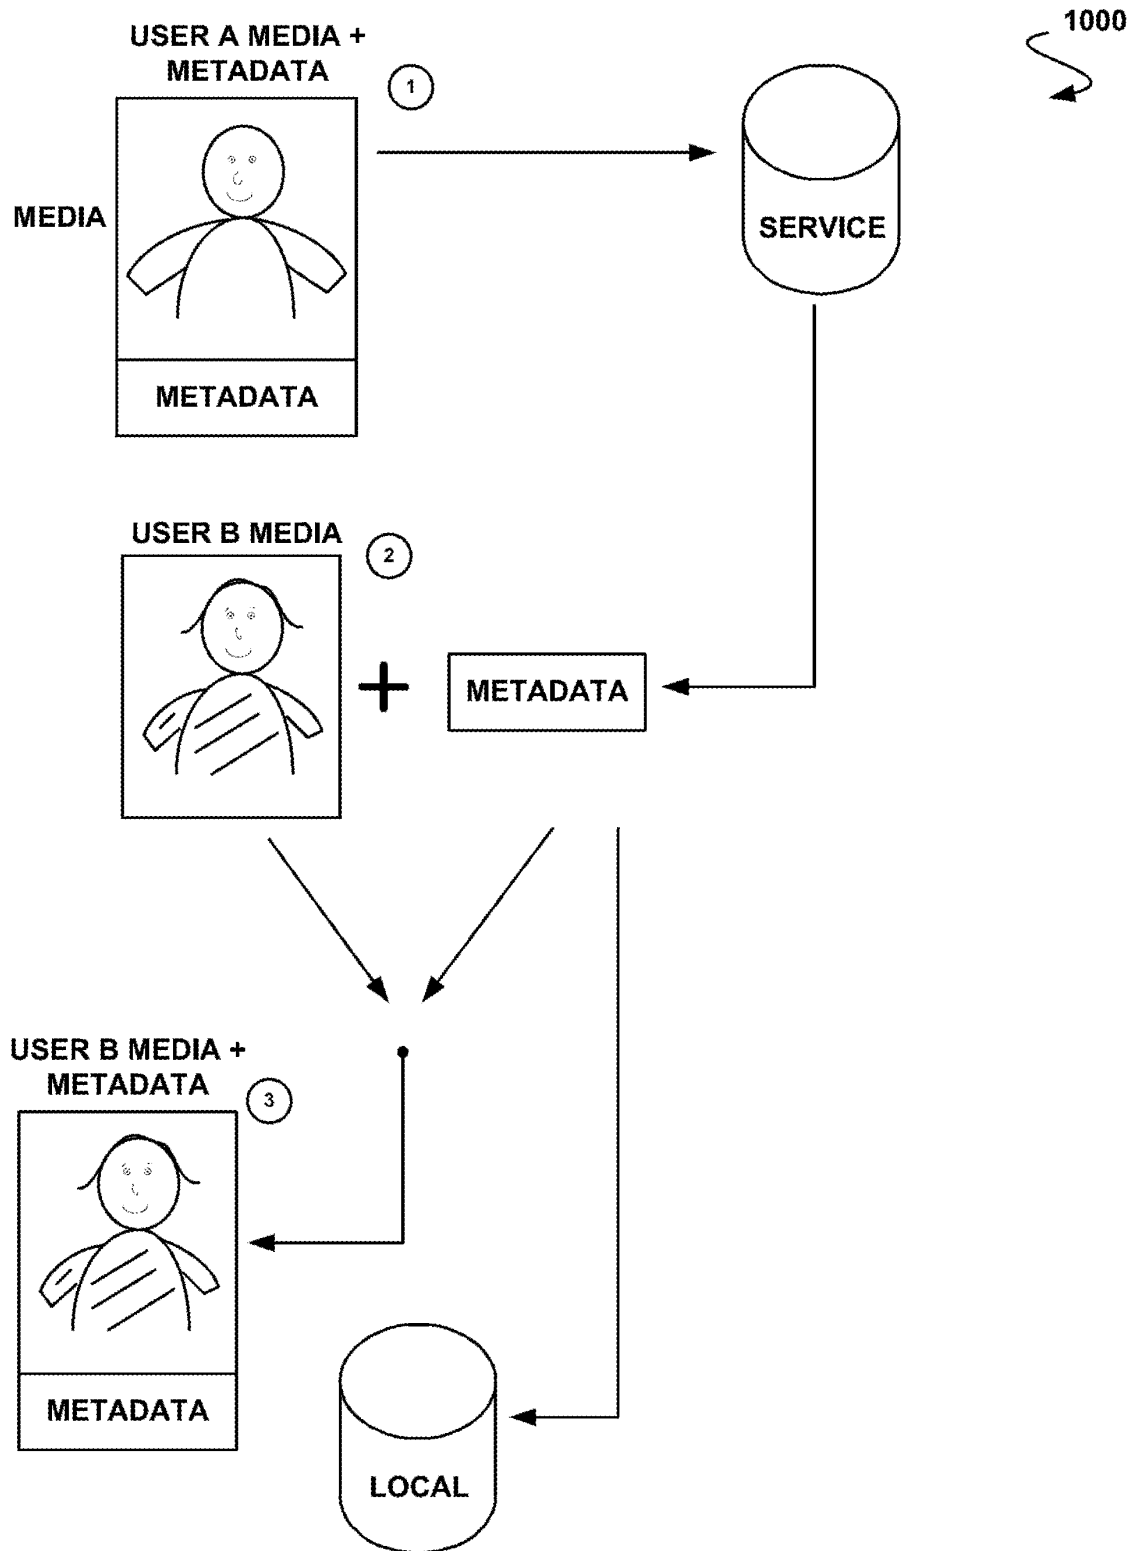 1000
USER A MEDIA +
METADATA
1
MEDIA
SERVICE
METADATA
USER B MEDIA
2
METADATA
USER B MEDIA +
METADATA
3
METADATA
LOCAL